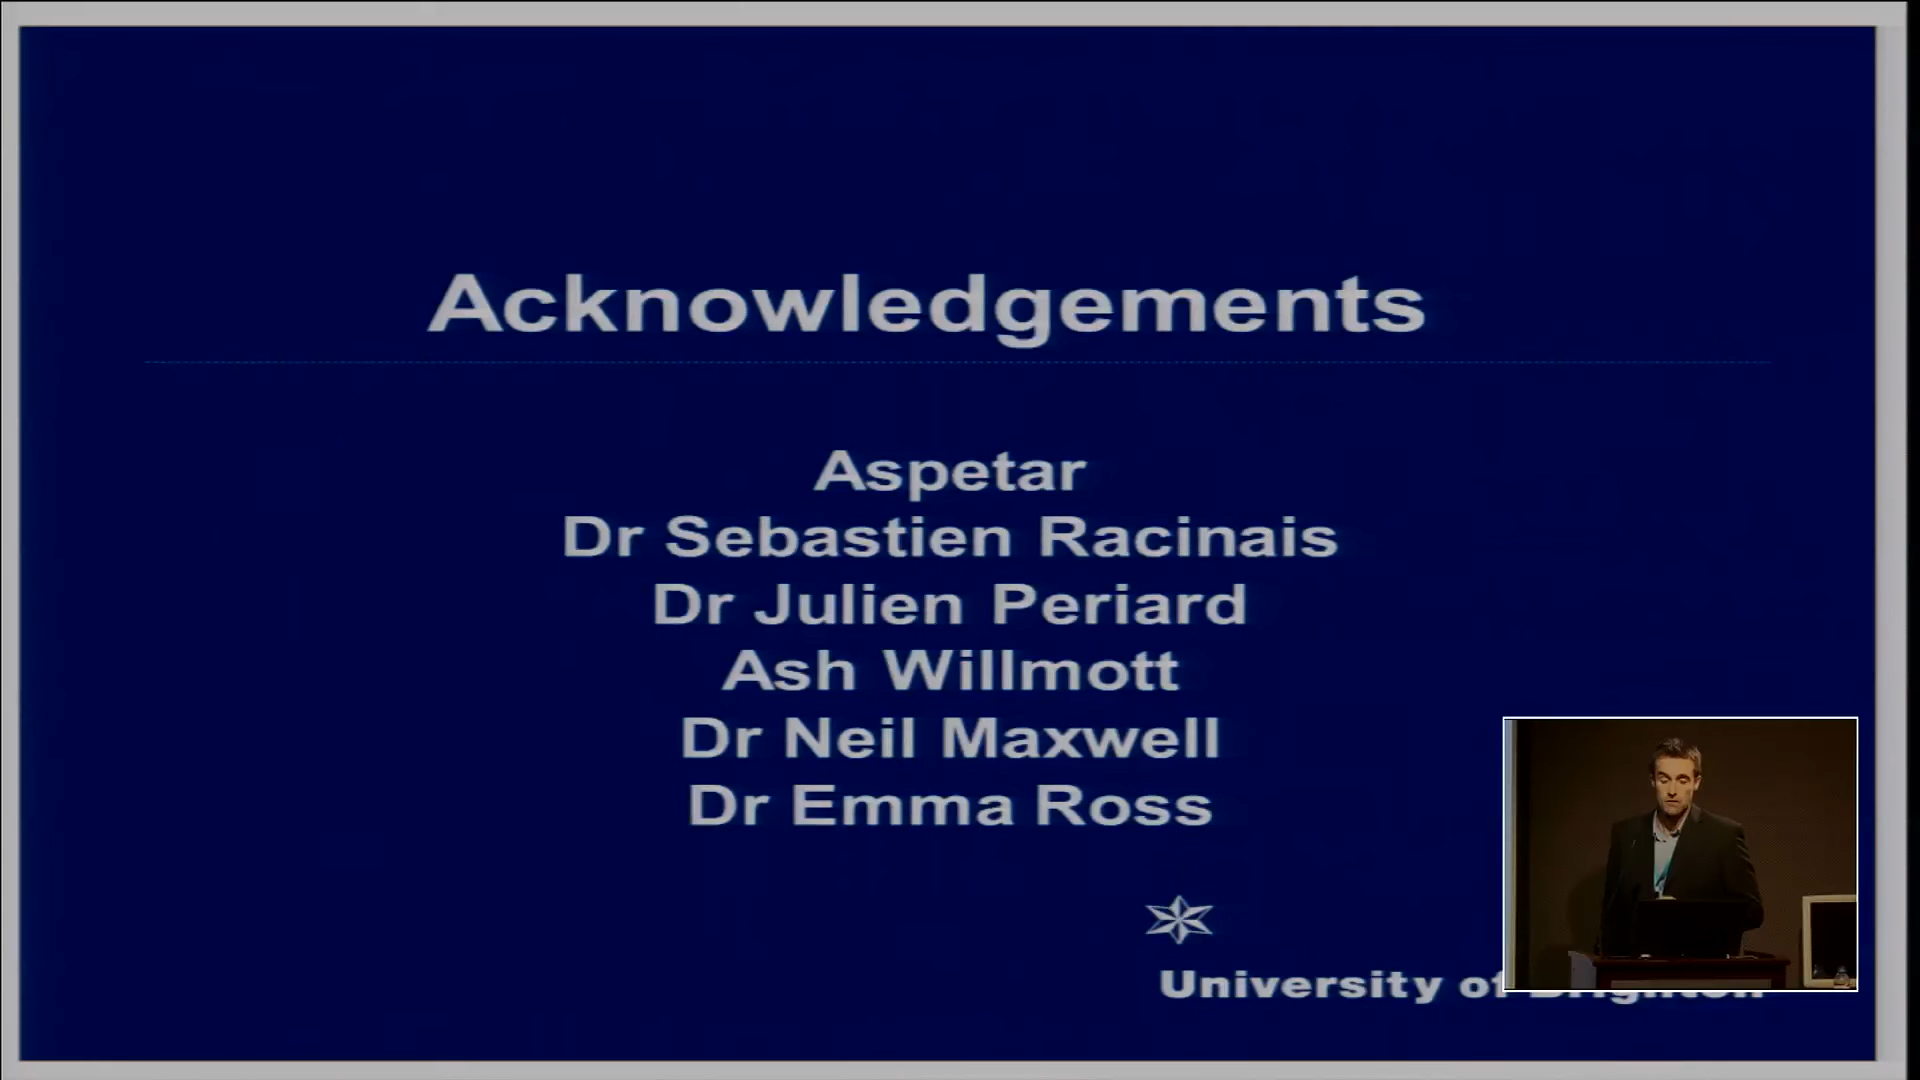 Acknowledgements
Aspetar
Dr Sebastien Racinais
Dr Julien Periard
Ash Willmott
Dr Neil Maxwell
Dr Emma Ross
University of Brighton